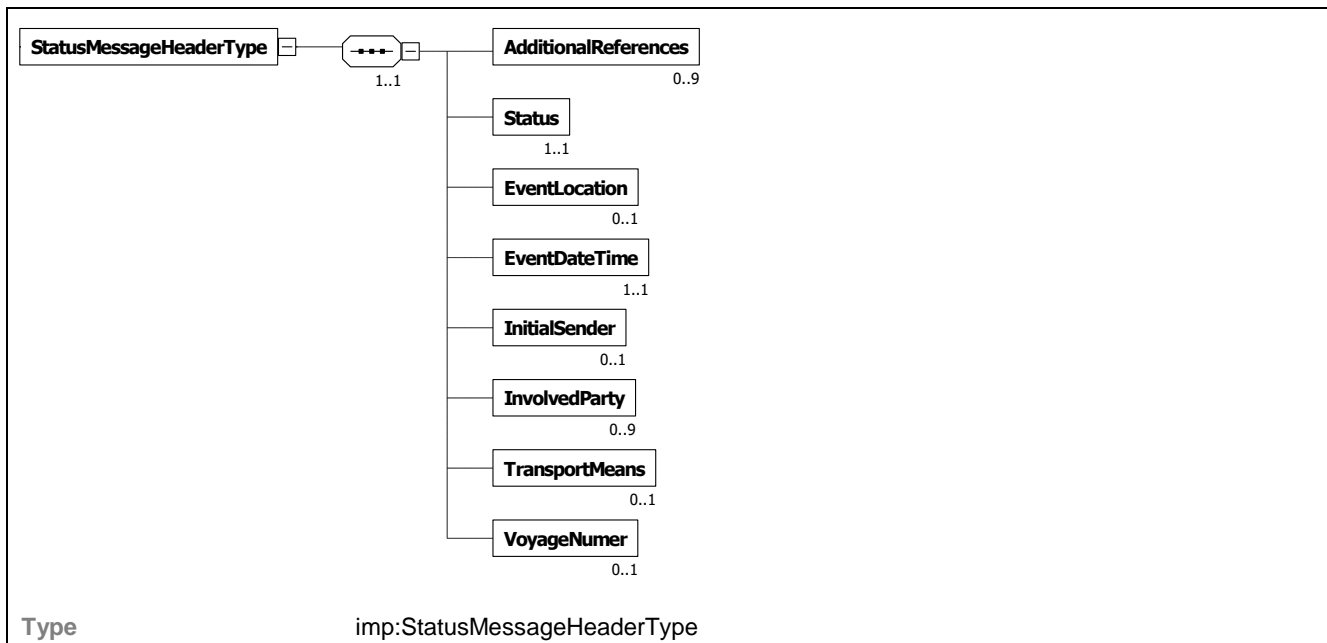 StatusMessageHeaderType
1..1
AdditionalReferences
0..9
Status
1..1
EventLocation
0..1
EventDateTime
1..1
InitialSender
0..1
InvolvedParty
0..9
TransportMeans
0..1
VoyageNumer
0..1
Type imp:StatusMessageHeaderType